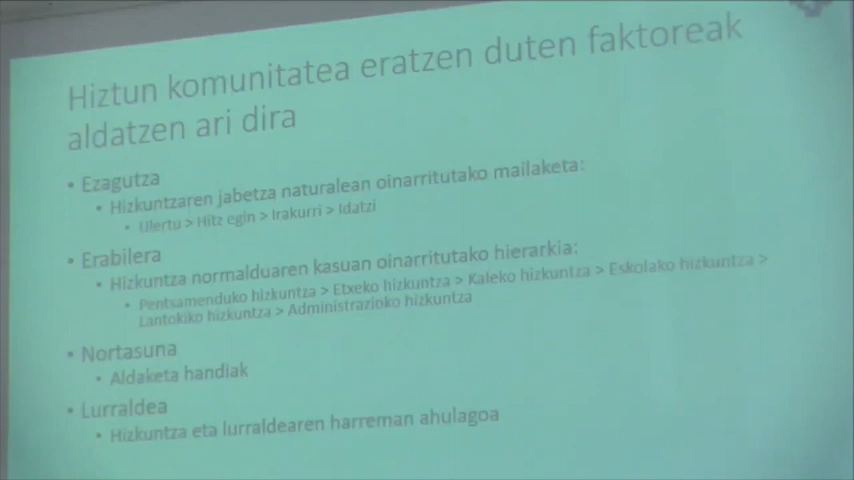 Hiztun komunitatea eratzen duten faktoreak
aldatzen ari dira
• Ezagutza
• Hizkuntzaren jabetza naturalean oinarritutako mailaketa:
• Ulertu > Hitz egin > Irakurri > Idatzi
• Erabilera
• Hizkuntza normalduaren kasuan oinarritutako hierarkia:
• Pentsamenduko hizkuntza > Etxeko hizkuntza > Kaleko hizkuntza > Eskolako hizkuntza >
Lantokiko hizkuntza > Administrazioko hizkuntza
• Nortasuna
• Aldaketa handiak
• Lurraldea
• Hizkuntza eta lurraldearen harreman ahulagoa